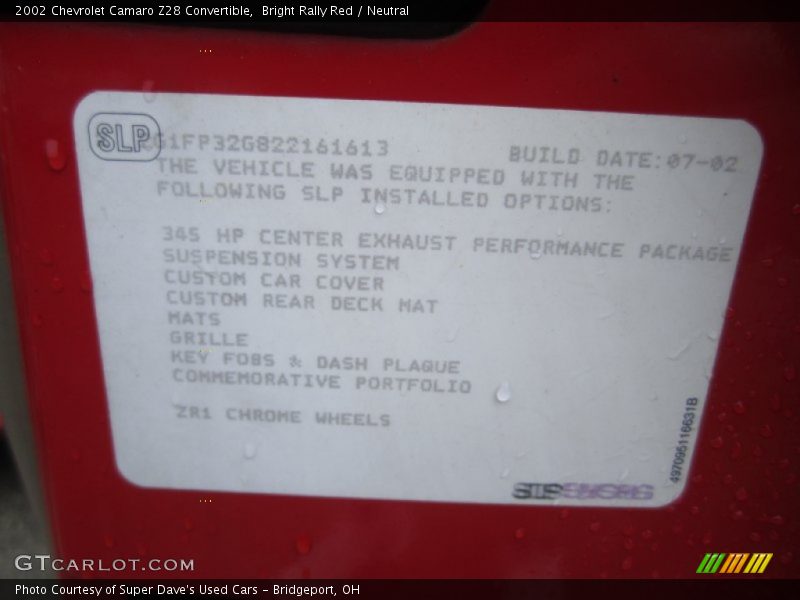 2002 Chevrolet Camaro Z28 Convertible, Bright Rally Red / Neutral
SLP G1FP32G822161613 BUILD DATE:07-02
THE VEHICLE WAS EQUIPPED WITH THE
FOLLOWING SLP INSTALLED OPTIONS:
345 HP CENTER EXHAUST PERFORMANCE PACKAGE
SUSPENSION SYSTEM
CUSTOM CAR COVER
CUSTOM REAR DECK MAT
MATS
GRILLE
KEY FOBS & DASH PLAQUE
COMMEMORATIVE PORTFOLIO
ZR1 CHROME WHEELS
497095116631B
GTCARLOT.COM
Photo Courtesy of Super Dave's Used Cars - Bridgeport, OH